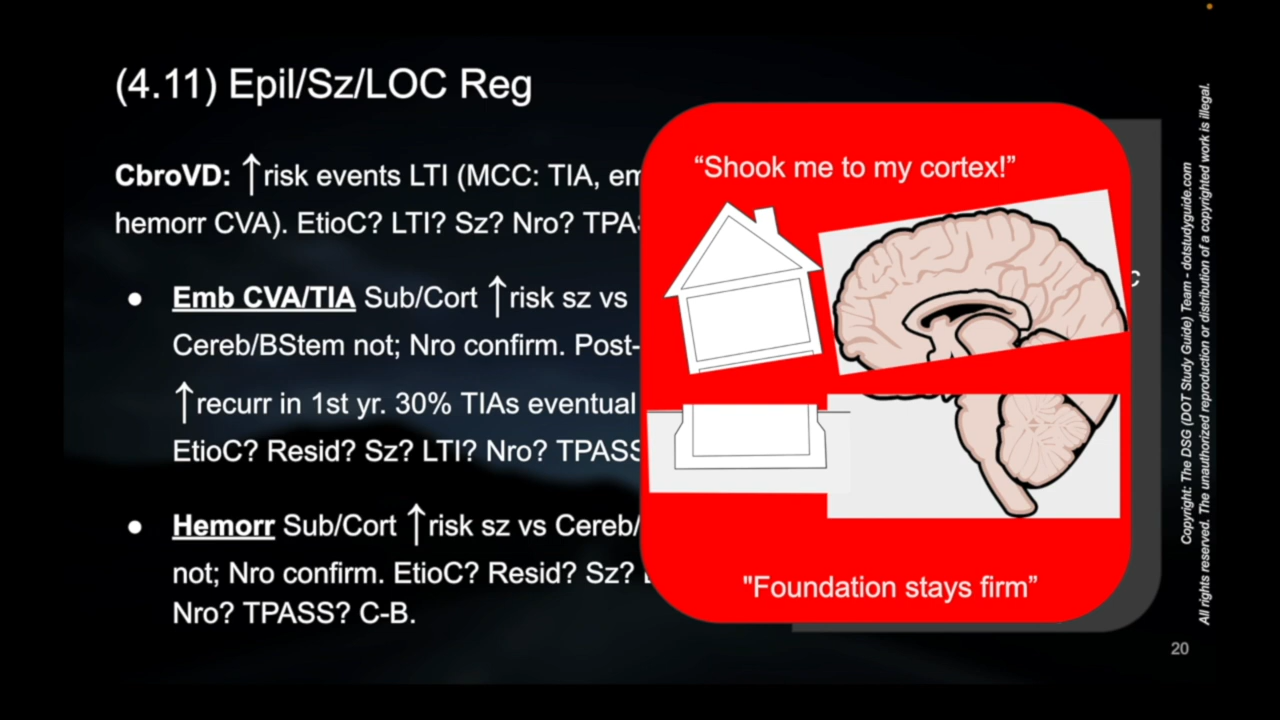 (4.11) Epil/Sz/LOC Reg
CbroVD: ↑risk events LTI (MCC: TIA,
hemorr CVA). EtioC? LTI? Sz? Nro?
● Emb CVA/TIA Sub/Cort ↑risk sz vs
Cereb/BStem not; Nro confirm. Post-
↑recurr in 1st yr. 30% TIAs eventual
EtioC? Resid? Sz? LTI? Nro? TPASS
● Hemorr Sub/Cort ↑risk sz vs Cereb/
not; Nro confirm. EtioC? Resid? Sz?
Nro? TPASS? C-B.
“Shook me to my cortex!”
"Foundation stays firm”
Copyright: The DSG (DOT Study Guide) Team - dotstudyguide.com
All rights reserved. The unauthorized reproduction or distribution of a copyrighted work is illegal.
20